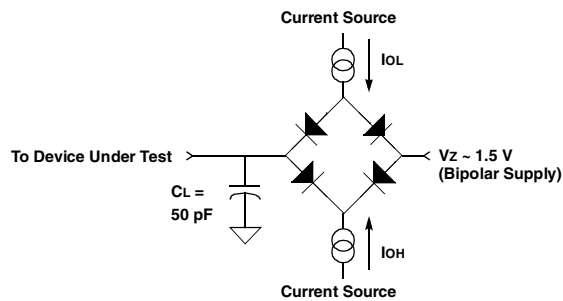 Current Source
IOL
To Device Under Test
VZ ~ 1.5 V
(Bipolar Supply)
CL =
50 pF
IOH
Current Source